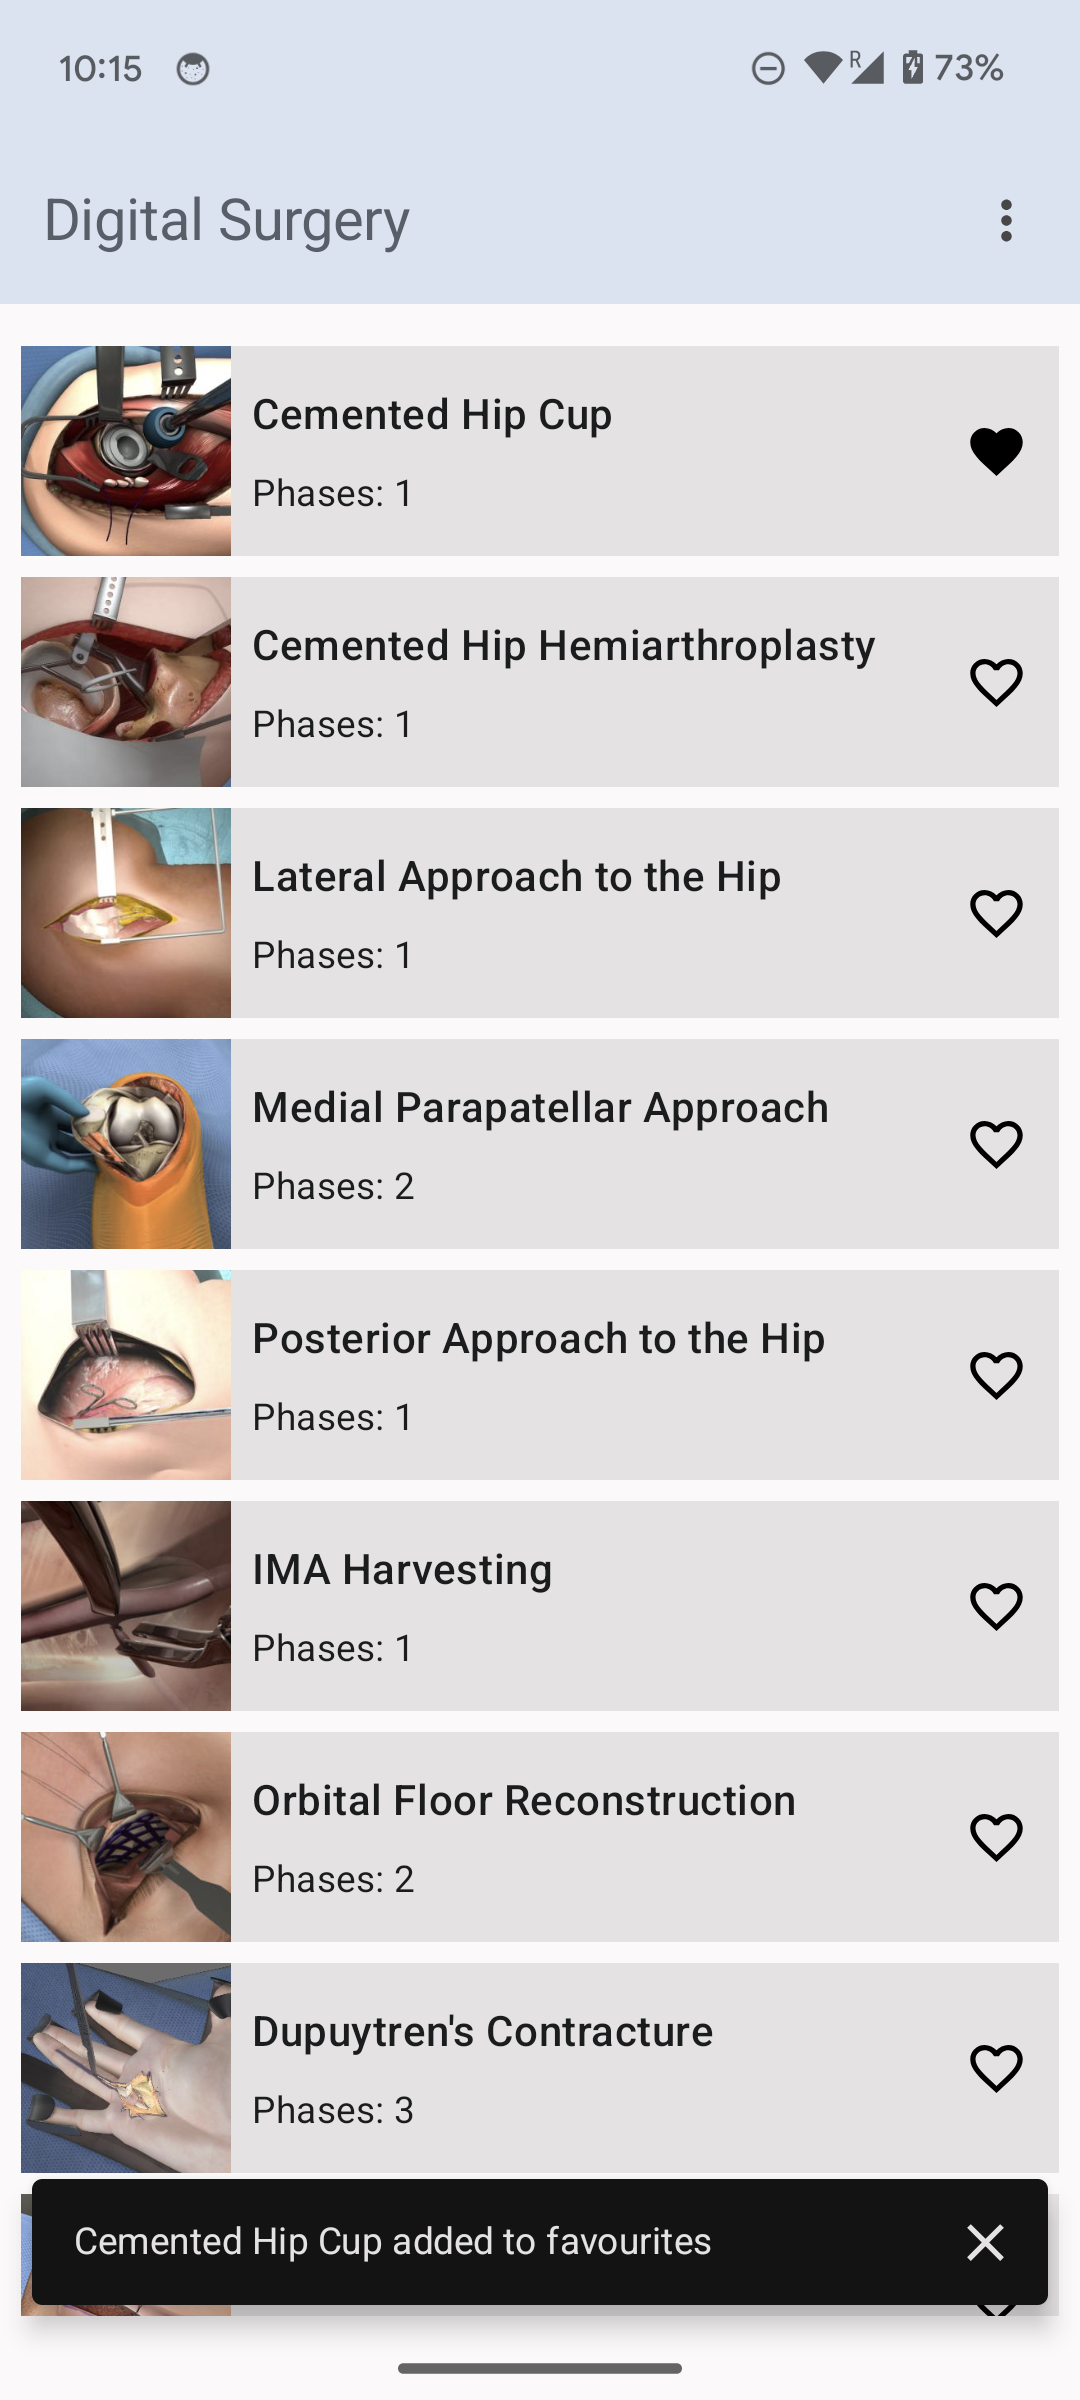 10:15
R
73%
Digital Surgery
Cemented Hip Cup
Phases: 1
Cemented Hip Hemiarthroplasty
Phases: 1
Lateral Approach to the Hip
Phases: 1
Medial Parapatellar Approach
Phases: 2
Posterior Approach to the Hip
Phases: 1
IMA Harvesting
Phases: 1
Orbital Floor Reconstruction
Phases: 2
Dupuytren's Contracture
Phases: 3
Cemented Hip Cup added to favourites